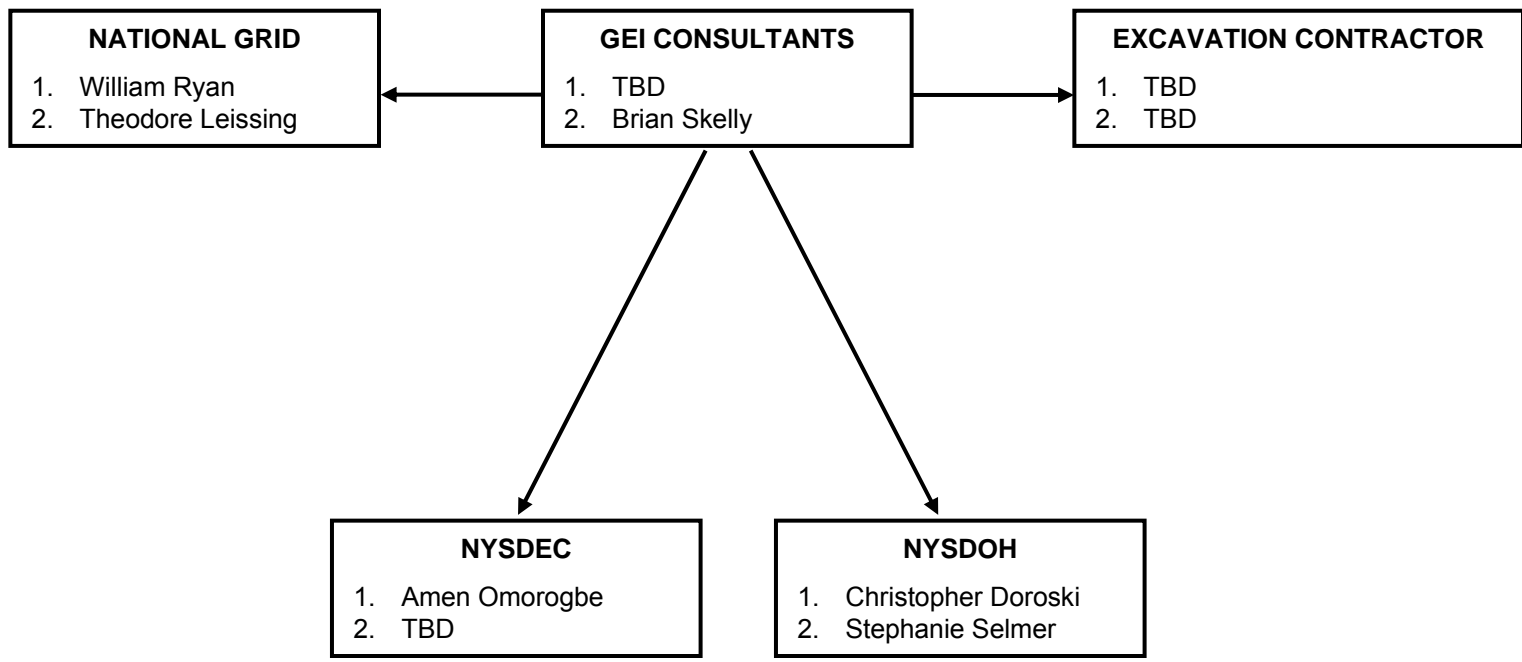 NATIONAL GRID
1. William Ryan
2. Theodore Leissing
GEI CONSULTANTS
1. TBD
2. Brian Skelly
EXCAVATION CONTRACTOR
1. TBD
2. TBD
NYSDEC
1. Amen Omorogbe
2. TBD
NYSDOH
1. Christopher Doroski
2. Stephanie Selmer